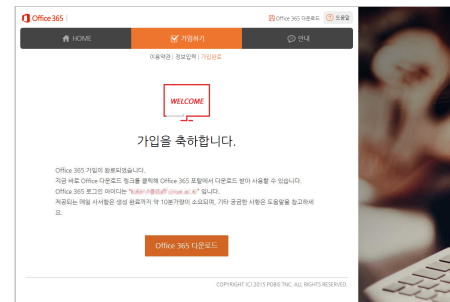 Office 365
Office 365 다운로드 도움말
HOME 가입하기 안내
이용약관 | 정보입력 | 가입완료
WELCOME
가입을 축하합니다.
Office 365 가입이 완료되었습니다.
지금 바로 Office 다운로드 링크를 클릭해 Office 365 포탈에서 다운로드 받아 사용할 수 있습니다.
Office 365 로그인 아이디는 " " 입니다.
제공되는 메일 사서함은 생성 완료까지 약 10분가량이 소요되며, 기타 궁금한 사항은 도움말을 참고하세
요.
Office 365 다운로드
COPYRIGHT (C) 2015 POBIS TNC. ALL RIGHTS RESERVED.